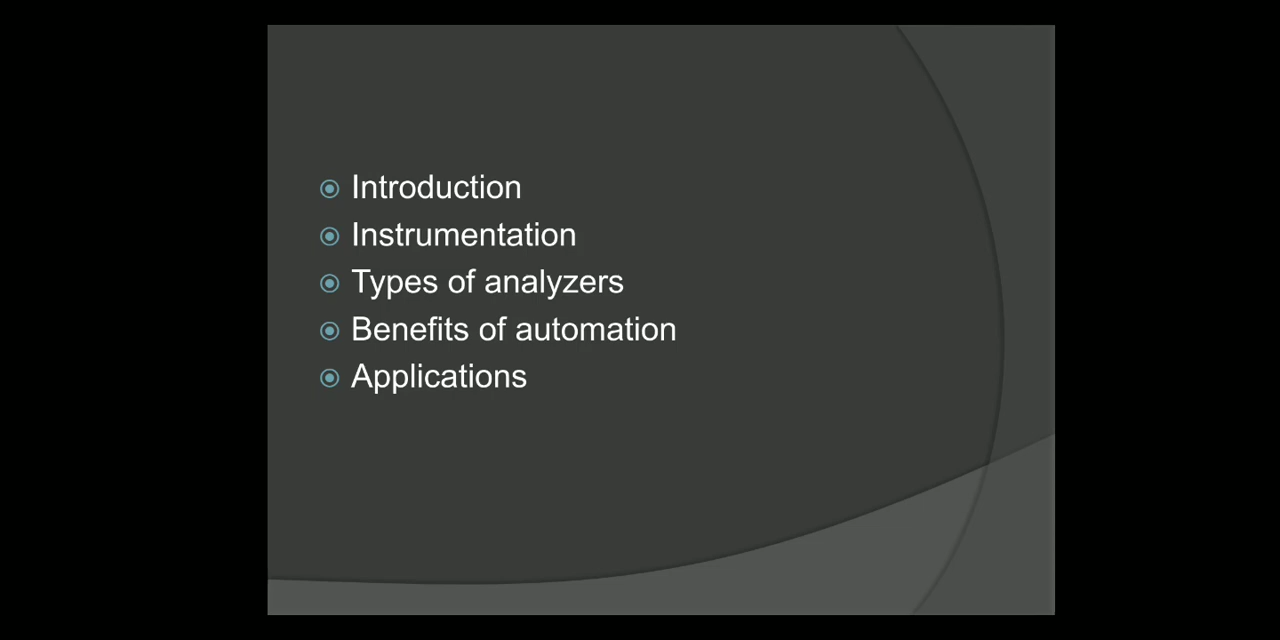 Introduction
Instrumentation
Types of analyzers
Benefits of automation
Applications